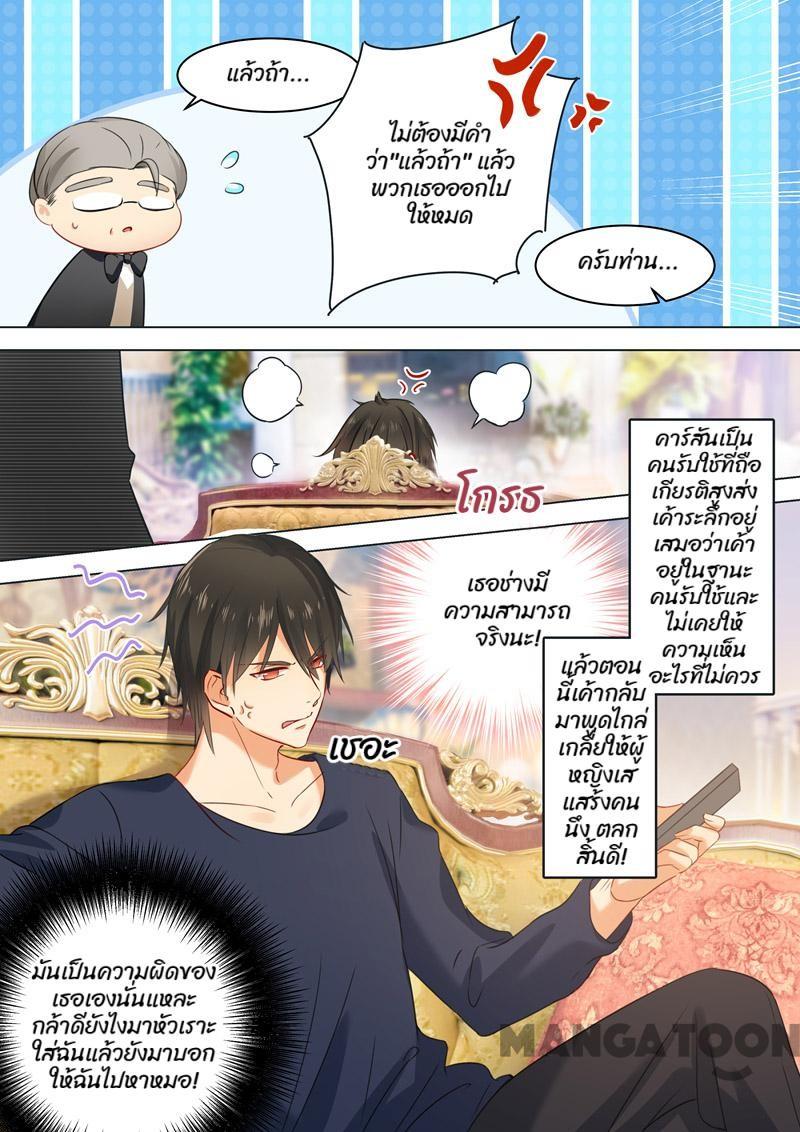 แล้วถ้า...
ไม่ต้องมีคำ
ว่า"แล้วถ้า" แล้ว
พวกเธอออกไป
ให้หมด
ครับท่าน...
โกรธ
คาร์สันเป็น
คนรับใช้ที่ถือ
เกียรติสูงส่ง
เค้าระลึกอยู่
เสมอว่าเค้า
อยู่ในฐานะ
คนรับใช้และ
ไม่เคยให้
ความเห็น
อะไรที่ไม่ควร
เธอช่างมี
ความสามารถ
จริงนะ!
แล้วตอน
นี้เค้ากลับ
มาพูดไกล่
เกลี่ยให้ผู้
หญิงเส
แสร้งคน
นึง ตลก
สิ้นดี!
เชอะ
มันเป็นความผิดของ
เธอเองนั่นแหละ
กล้าดียังไงมาหัวเราะ
ใส่ฉันแล้วยังมาบอก
ให้ฉันไปหาหมอ!
MANGATOON